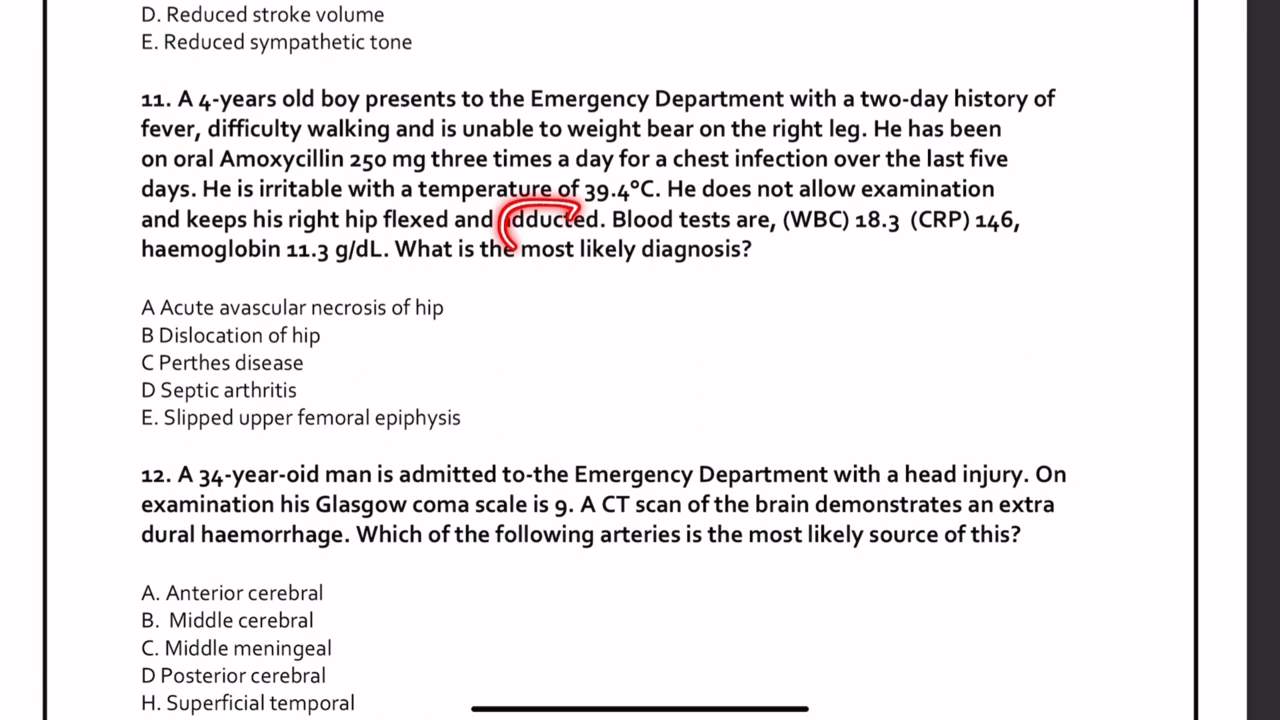 D. Reduced stroke volume
E. Reduced sympathetic tone
11. A 4-years old boy presents to the Emergency Department with a two-day history of
fever, difficulty walking and is unable to weight bear on the right leg. He has been
on oral Amoxycillin 250 mg three times a day for a chest infection over the last five
days. He is irritable with a temperature of 39.4°C. He does not allow examination
and keeps his right hip flexed and adducted. Blood tests are, (WBC) 18.3 (CRP) 146,
haemoglobin 11.3 g/dL. What is the most likely diagnosis?
A Acute avascular necrosis of hip
B Dislocation of hip
C Perthes disease
D Septic arthritis
E. Slipped upper femoral epiphysis
12. A 34-year-oid man is admitted to-the Emergency Department with a head injury. On
examination his Glasgow coma scale is 9. A CT scan of the brain demonstrates an extra
dural haemorrhage. Which of the following arteries is the most likely source of this?
A. Anterior cerebral
B. Middle cerebral
C. Middle meningeal
D Posterior cerebral
H. Superficial temporal